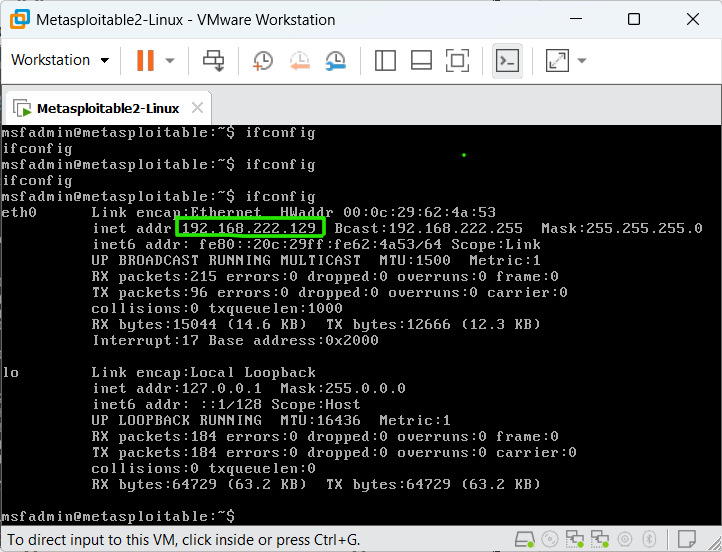 Metasploitable2-Linux - VMware Workstation
Workstation
Metasploitable2-Linux
msfadmin@metasploitable:~$ ifconfig
ifconfig
msfadmin@metasploitable:~$ ifconfig
ifconfig
msfadmin@metasploitable:~$ ifconfig
eth0 Link encap:Ethernet HWaddr 00:0c:29:62:4a:53
inet addr:192.168.222.129 Bcast:192.168.222.255 Mask:255.255.255.0
inet6 addr: fe80::20c:29ff:fe62:4a53/64 Scope:Link
UP BROADCAST RUNNING MULTICAST MTU:1500 Metric:1
RX packets:215 errors:0 dropped:0 overruns:0 frame:0
TX packets:96 errors:0 dropped:0 overruns:0 carrier:0
collisions:0 txqueuelen:1000
RX bytes:15044 (14.6 KB) TX bytes:12666 (12.3 KB)
Interrupt:17 Base address:0x2000
lo Link encap:Local Loopback
inet addr:127.0.0.1 Mask:255.0.0.0
inet6 addr: ::1/128 Scope:Host
UP LOOPBACK RUNNING MTU:16436 Metric:1
RX packets:184 errors:0 dropped:0 overruns:0 frame:0
TX packets:184 errors:0 dropped:0 overruns:0 carrier:0
collisions:0 txqueuelen:0
RX bytes:64729 (63.2 KB) TX bytes:64729 (63.2 KB)
msfadmin@metasploitable:~$
To direct input to this VM, click inside or press Ctrl+G.